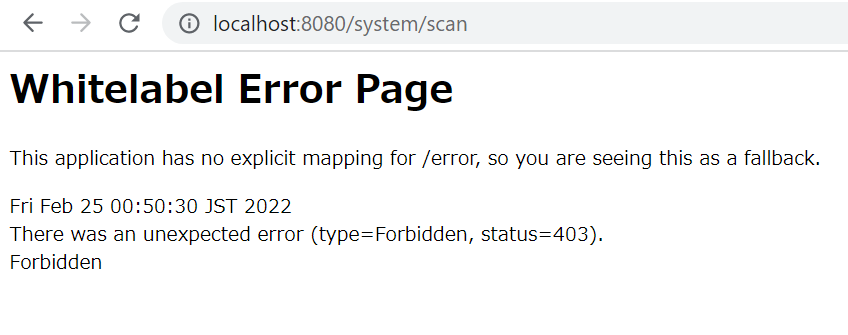 localhost:8080/system/scan
Whitelabel Error Page
This application has no explicit mapping for /error, so you are seeing this as a fallback.
Fri Feb 25 00:50:30 JST 2022
There was an unexpected error (type=Forbidden, status=403).
Forbidden